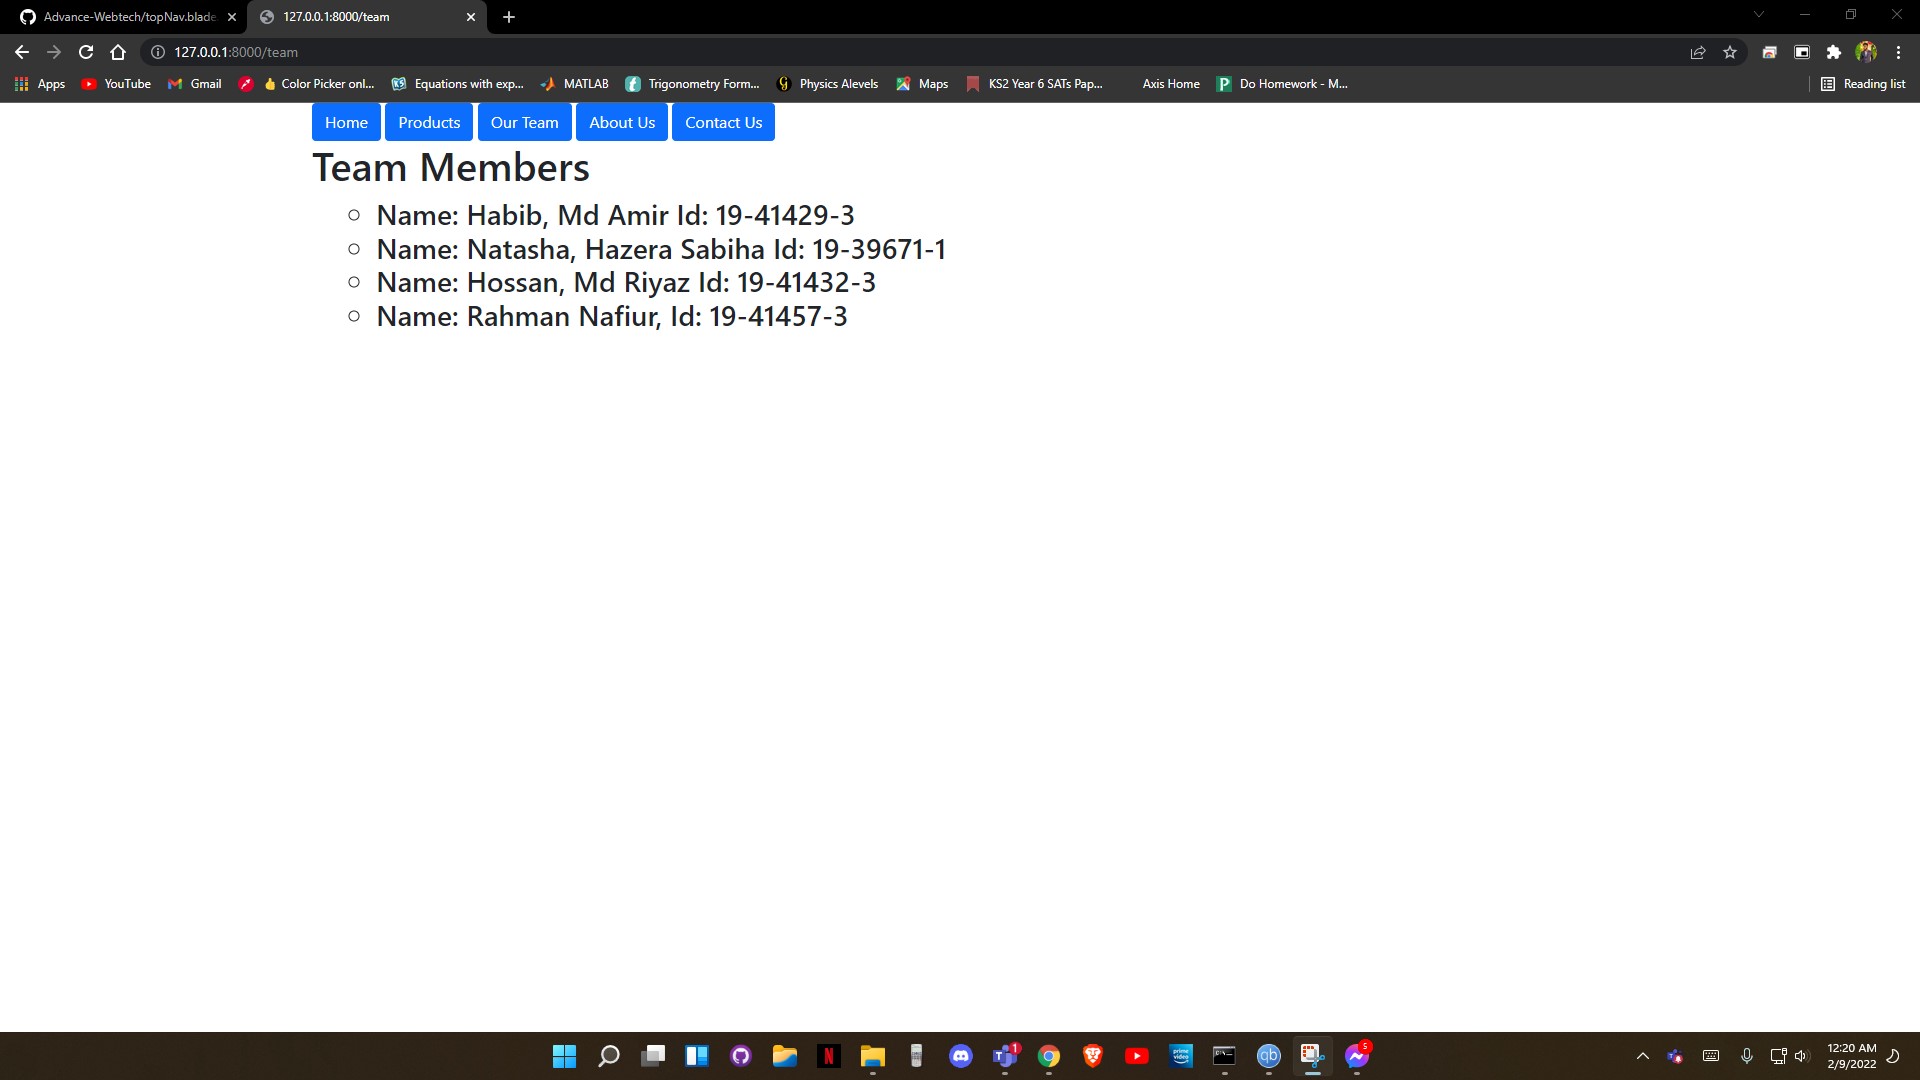 Advance-Webtech/topNav.blade
127.0.0.1:8000/team
127.0.0.1:8000/team
Apps YouTube Gmail Color Picker onl... Equations with exp... MATLAB Trigonometry Form... Physics Alevels Maps KS2 Year 6 SATs Pap... Axis Home Do Homework - M... Reading list
Home Products Our Team About Us Contact Us
Team Members
Name: Habib, Md Amir Id: 19-41429-3
Name: Natasha, Hazera Sabiha Id: 19-39671-1
Name: Hossan, Md Riyaz Id: 19-41432-3
Name: Rahman Nafiur, Id: 19-41457-3
12:20 AM
2/9/2022